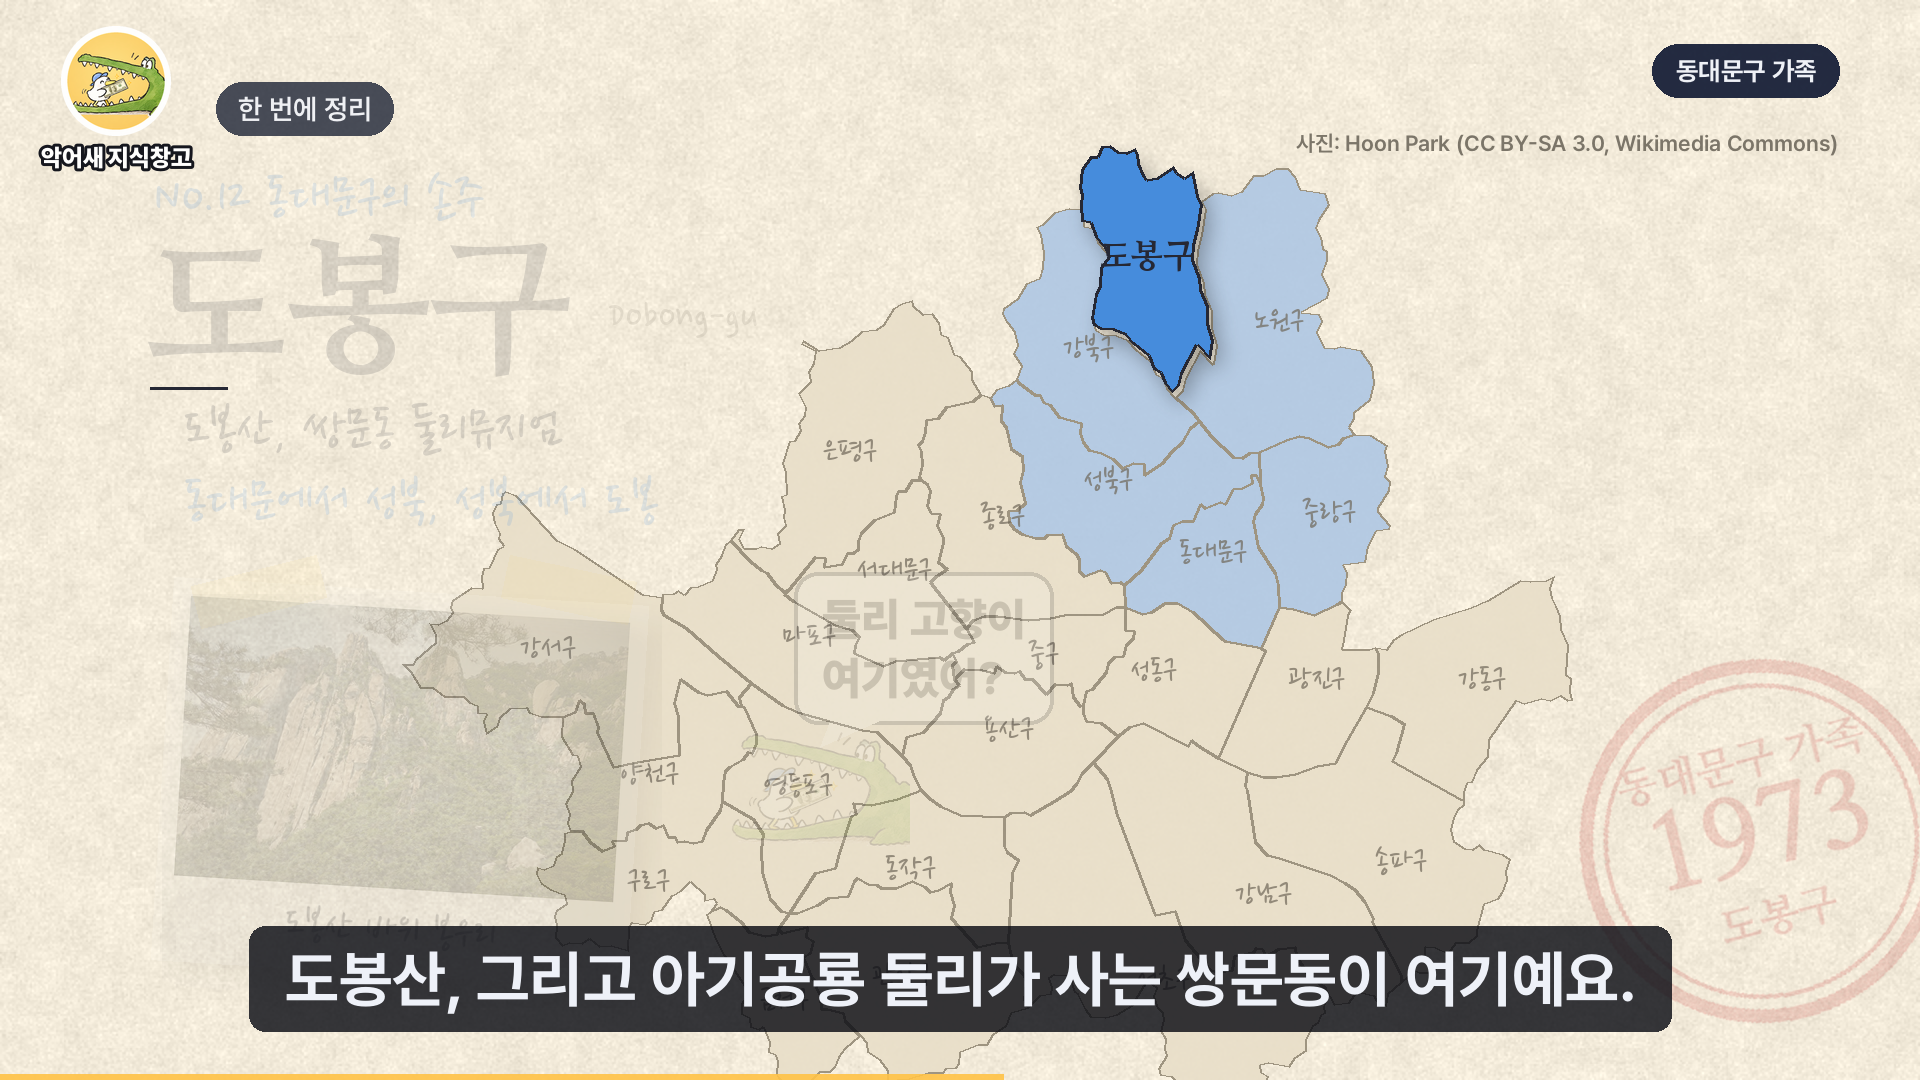 악어새 지식창고
한 번에 정리
동대문구 가족
사진: Hoon Park (CC BY-SA 3.0, Wikimedia Commons)
NO.12 동대문구의 손주
도봉구
Dobong-gu
도봉산, 쌍문동 둘리뮤지엄
동대문에서 성북, 성북에서 도봉
도봉산 바위 봉우리
둘리 고향이
여기였어?
도봉구
노원구
강북구
은평구
성북구
종로구
중랑구
동대문구
서대문구
마포구
중구
성동구
광진구
강동구
강서구
용산구
양천구
영등포구
동작구
구로구
강남구
송파구
동대문구 가족
1973
도봉구
도봉산, 그리고 아기공룡 둘리가 사는 쌍문동이 여기예요.